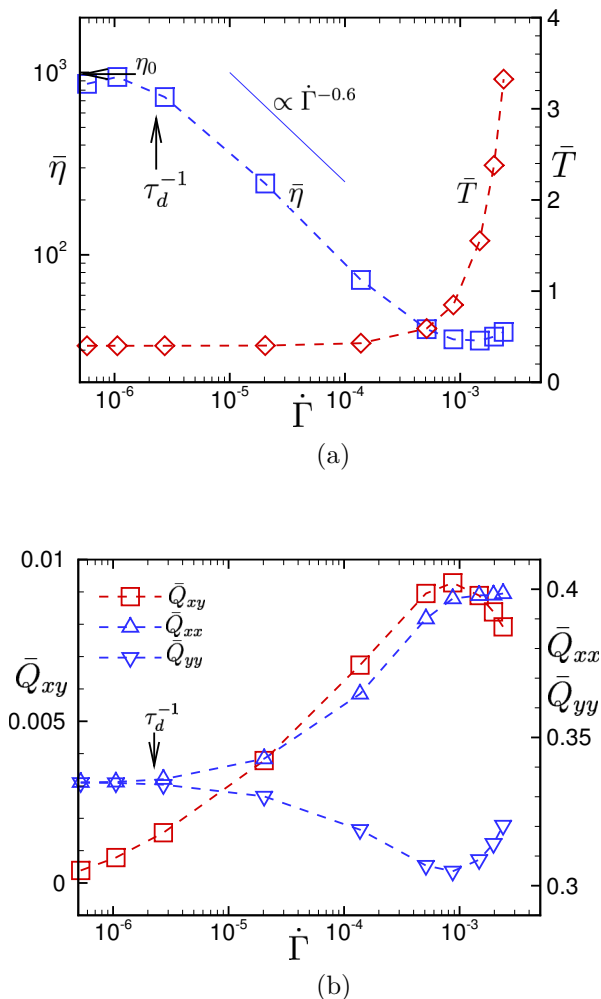 10³
10²
η̄
η₀
τ_d⁻¹
∝ Γ̇⁻⁰·⁶
η̄
T̄
4
3
2
1
0
T̄
10⁻⁶ 10⁻⁵ 10⁻⁴ 10⁻³
Γ̇
(a)
0.01
0.005
0
Q̄_xy
Q̄_xy
Q̄_xx
Q̄_yy
τ_d⁻¹
0.4
0.35
0.3
Q̄_xx
Q̄_yy
10⁻⁶ 10⁻⁵ 10⁻⁴ 10⁻³
Γ̇
(b)